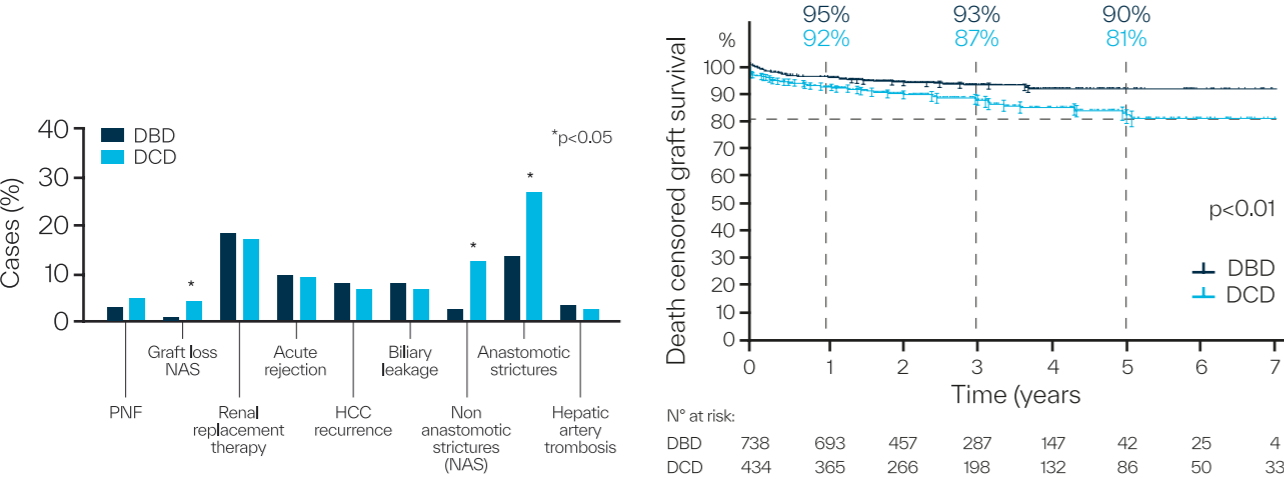 40
30
20
10
0
Cases (%)
DBD
DCD
*p<0.05
*
*
*
Graft loss
NAS
Acute
rejection
Biliary
leakage
Anastomotic
strictures
PNF
Renal
replacement
therapy
HCC
recurrence
Non
anastomotic
strictures
(NAS)
Hepatic
artery
trombosis
95% 93% 90%
92% 87% 81%
%
100
90
80
70
60
50
40
30
20
10
0
Death censored graft survival
p<0.01
DBD
DCD
0 1 2 3 4 5 6 7
Time (years
N° at risk:
DBD 738 693 457 287 147 42 25 4
DCD 434 365 266 198 132 86 50 33